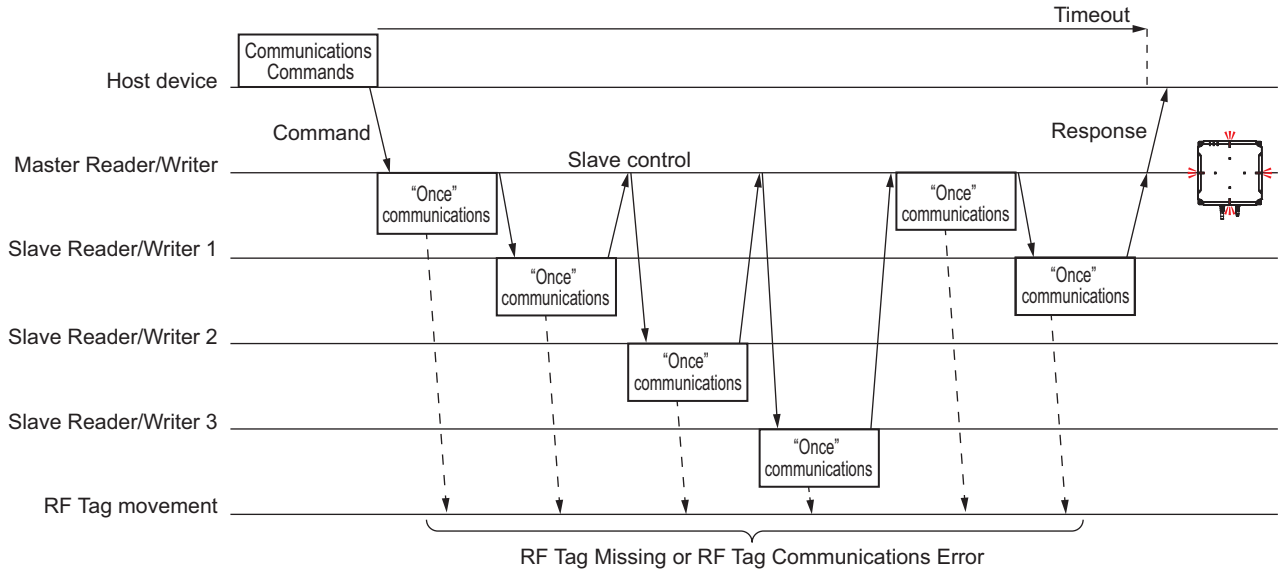 Timeout
Communications
Commands
Host device
Command
Response
Master Reader/Writer
Slave control
“Once”
communications
“Once”
communications
Slave Reader/Writer 1
“Once”
communications
“Once”
communications
Slave Reader/Writer 2
“Once”
communications
Slave Reader/Writer 3
“Once”
communications
RF Tag movement
RF Tag Missing or RF Tag Communications Error